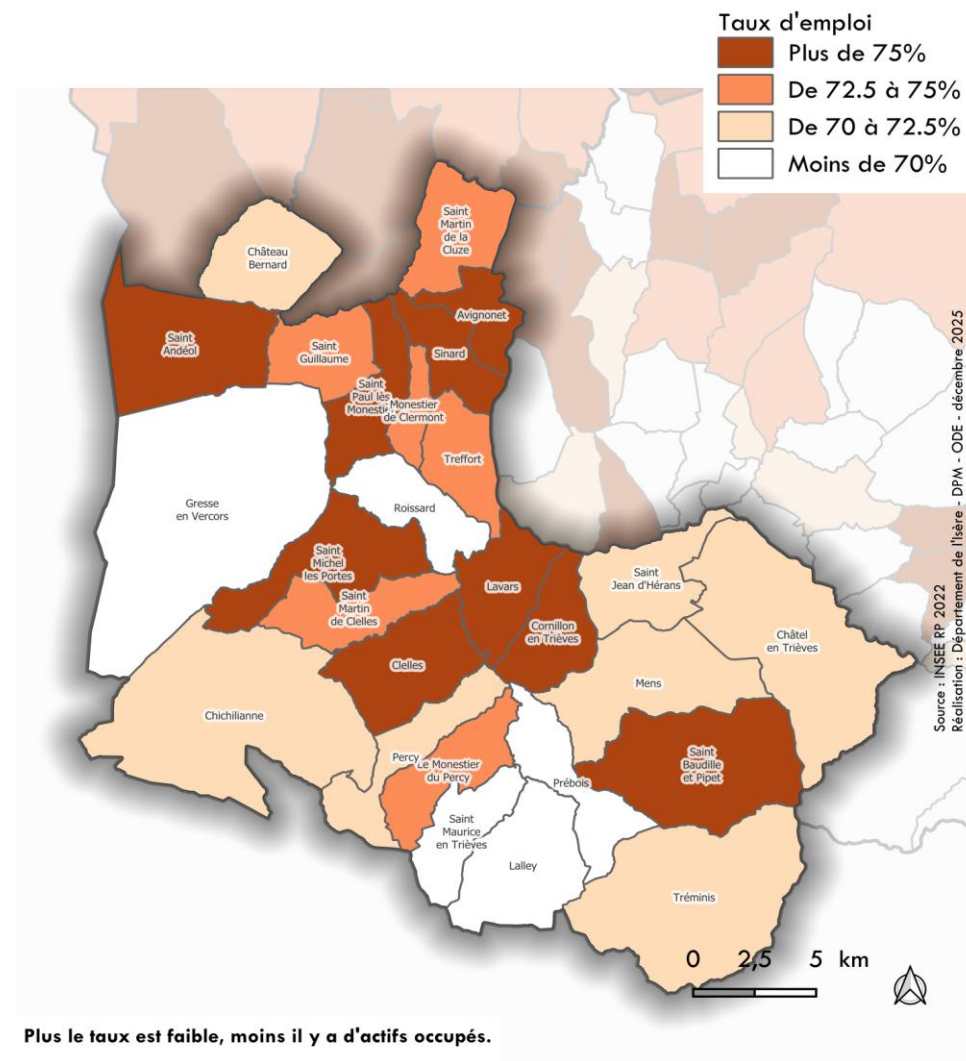 Taux d'emploi
Plus de 75%
De 72.5 à 75%
De 70 à 72.5%
Moins de 70%
Saint
Martin
de la
Cluze
Château
Bernard
Avignonet
Saint
Andéol
Saint
Guillaume
Sinard
Saint
Paul lès
Monestier
Monestier
de Clermont
Treffort
Gresse
en Vercors
Roissard
Saint
Michel
les Portes
Lavars
Saint
Jean d'Hérans
Saint
Martin
de Clelles
Cornillon
en Trièves
Châtel
en Trièves
Clelles
Mens
Chichilianne
Percy
Le Monestier
du Percy
Saint
Baudille
et Pipet
Prébois
Saint
Maurice
en Trièves
Lalley
Tréminis
Source : INSEE RP 2022
Réalisation : Département de l'Isère - DPM - ODE - décembre 2025
0 2,5 5 km
Plus le taux est faible, moins il y a d'actifs occupés.